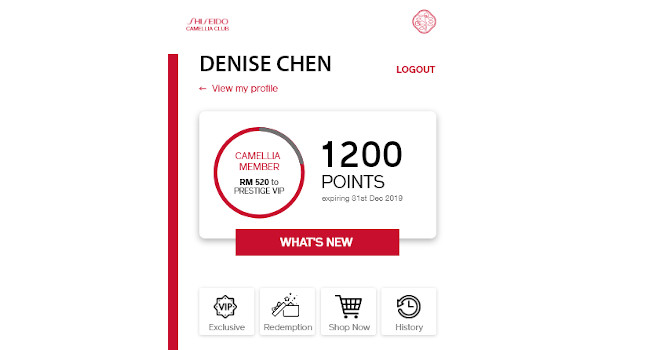 SHISEIDO
CAMELLIA CLUB
DENISE CHEN
LOGOUT
← View my profile
CAMELLIA
MEMBER
RM 520 to
PRESTIGE VIP
1200
POINTS
expiring 31st Dec 2019
WHAT'S NEW
VIP
Exclusive
Redemption
Shop Now
History